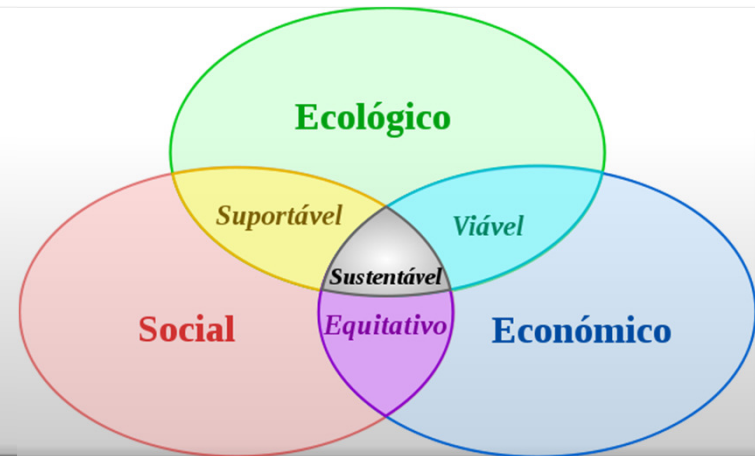 Ecológico
Suportável
Viável
Sustentável
Social
Equitativo
Económico